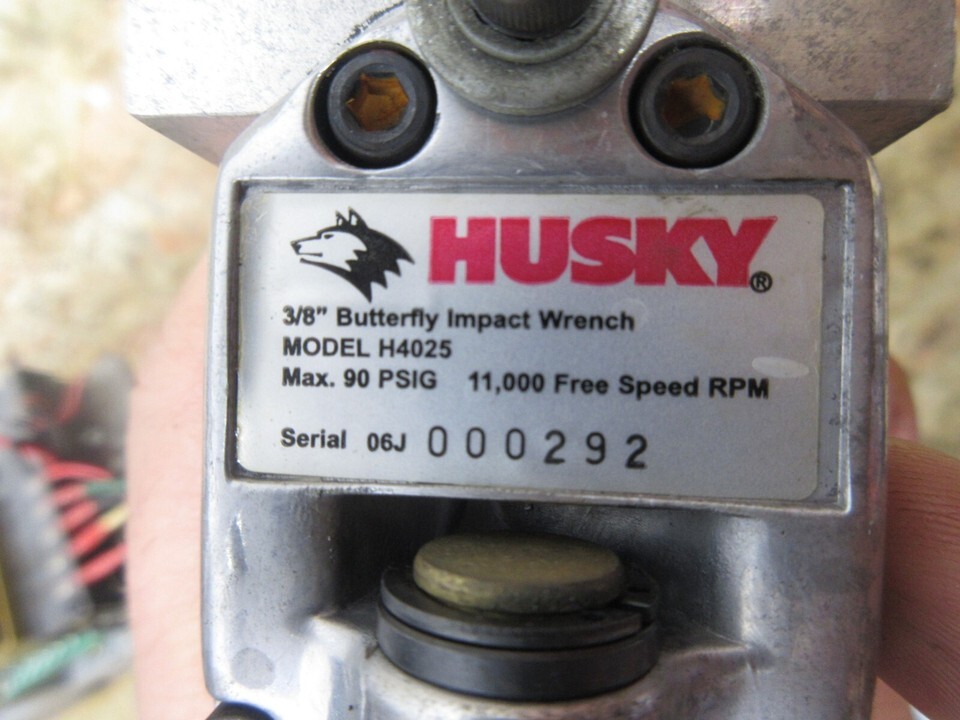 HUSKY®
3/8" Butterfly Impact Wrench
MODEL H4025
Max. 90 PSIG 11,000 Free Speed RPM
Serial 06J 000292